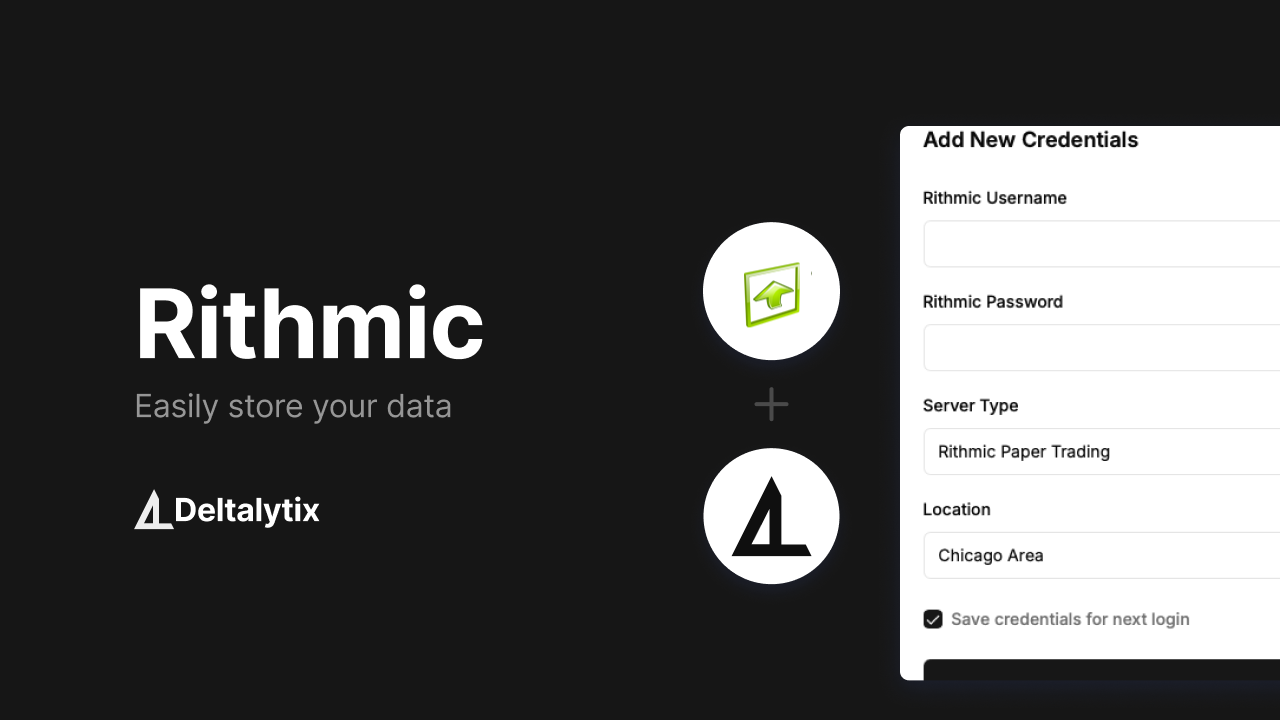 Rithmic
Easily store your data
Deltalytix
Add New Credentials
Rithmic Username
Rithmic Password
Server Type
Rithmic Paper Trading
Location
Chicago Area
Save credentials for next login